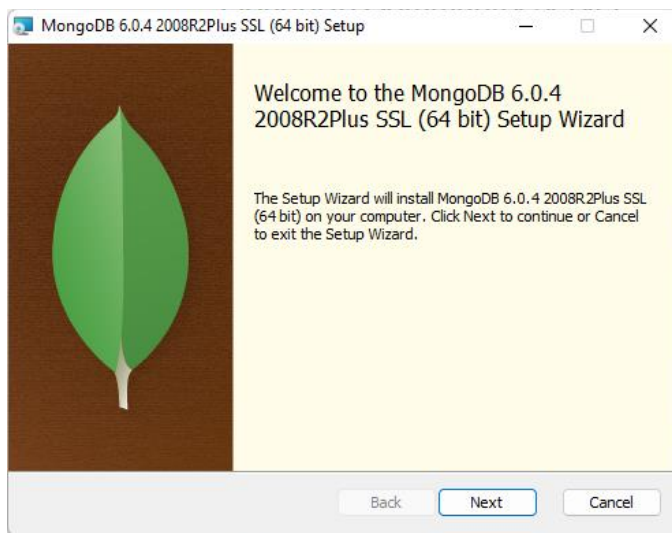 MongoDB 6.0.4 2008R2Plus SSL (64 bit) Setup
Welcome to the MongoDB 6.0.4
2008R2Plus SSL (64 bit) Setup Wizard
The Setup Wizard will install MongoDB 6.0.4 2008R2Plus SSL
(64 bit) on your computer. Click Next to continue or Cancel
to exit the Setup Wizard.
Back Next Cancel